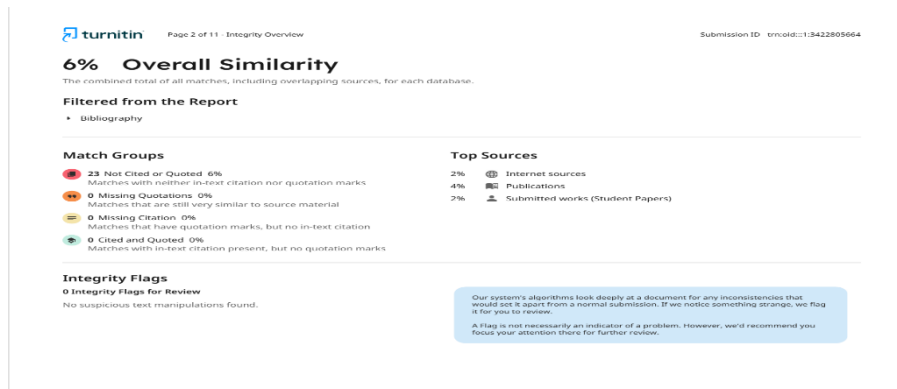 turnitin Page 2 of 11 - Integrity Overview Submission ID trn:oid:::1:3422805664
6% Overall Similarity
The combined total of all matches, including overlapping sources, for each database.
Filtered from the Report
• Bibliography
Match Groups
23 Not Cited or Quoted 6%
Matches with neither in-text citation nor quotation marks
0 Missing Quotations 0%
Matches that are still very similar to source material
0 Missing Citation 0%
Matches that have quotation marks, but no in-text citation
0 Cited and Quoted 0%
Matches with in-text citation present, but no quotation marks
Top Sources
2% Internet sources
4% Publications
2% Submitted works (Student Papers)
Integrity Flags
0 Integrity Flags for Review
No suspicious text manipulations found.
Our system's algorithms look deeply at a document for any inconsistencies that
would set it apart from a normal submission. If we notice something strange, we flag
it for you to review.
A Flag is not necessarily an indicator of a problem. However, we'd recommend you
focus your attention there for further review.